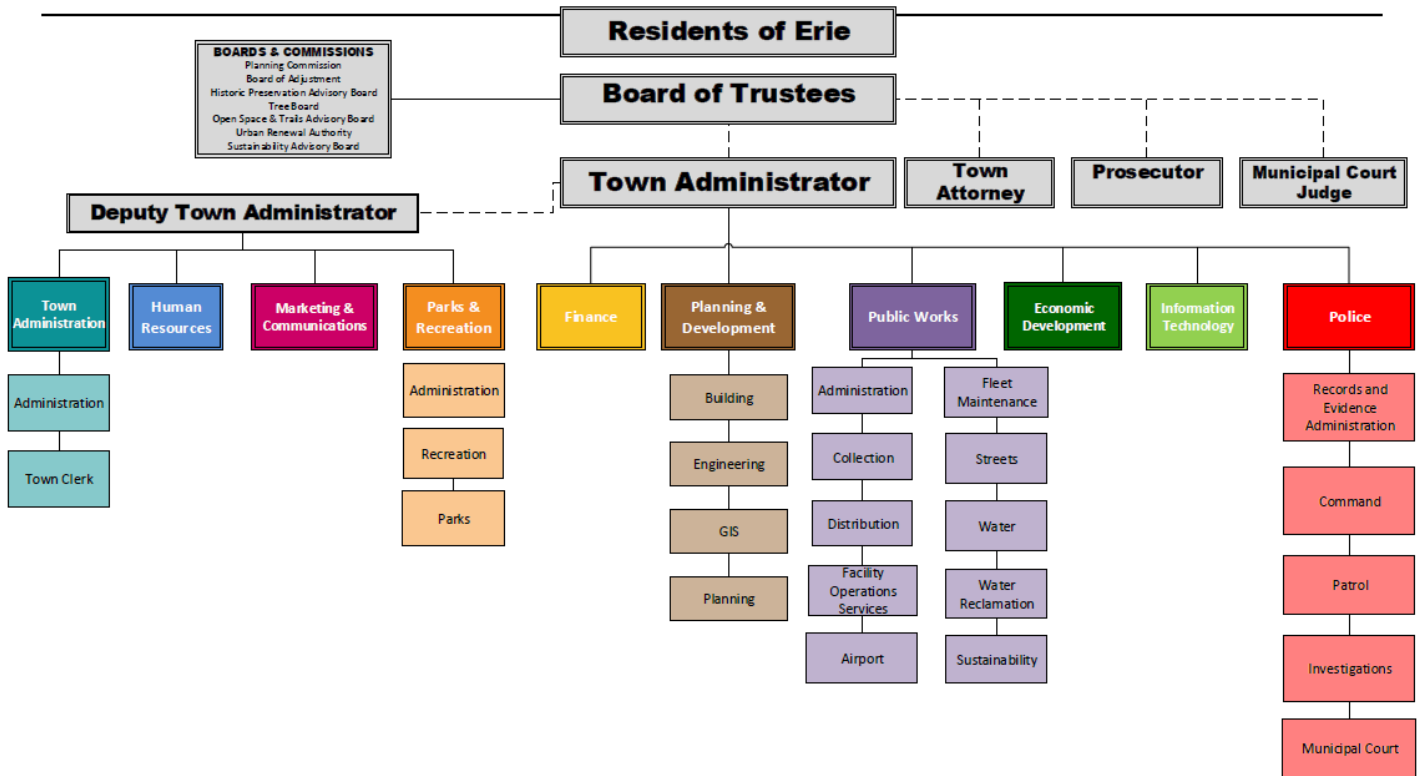 Residents of Erie
BOARDS & COMMISSIONS
Planning Commission
Board of Adjustment
Historic Preservation Advisory Board
Tree Board
Open Space & Trails Advisory Board
Urban Renewal Authority
Sustainability Advisory Board
Board of Trustees
Town Administrator
Town
Attorney
Prosecutor
Municipal Court
Judge
Deputy Town Administrator
Town
Administration
Human
Resources
Marketing &
Communications
Parks &
Recreation
Finance
Planning &
Development
Public Works
Economic
Development
Information
Technology
Police
Administration
Town Clerk
Administration
Recreation
Parks
Building
Engineering
GIS
Planning
Administration
Collection
Distribution
Facility
Operations
Services
Airport
Fleet
Maintenance
Streets
Water
Water
Reclamation
Sustainability
Records and
Evidence
Administration
Command
Patrol
Investigations
Municipal Court